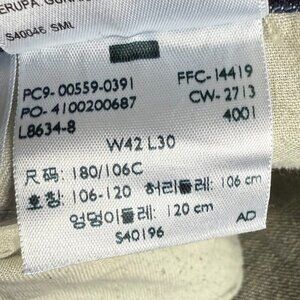 S40046 SML
PC9- 00559-0391 FFC- 14419
PO- 4100200687 CW- 2713
L8634-8 4001
W42 L30
尺码: 180/106C
호칭: 106-120 허리둘레: 106 cm
엉덩이둘레: 120 cm
S40196 AD